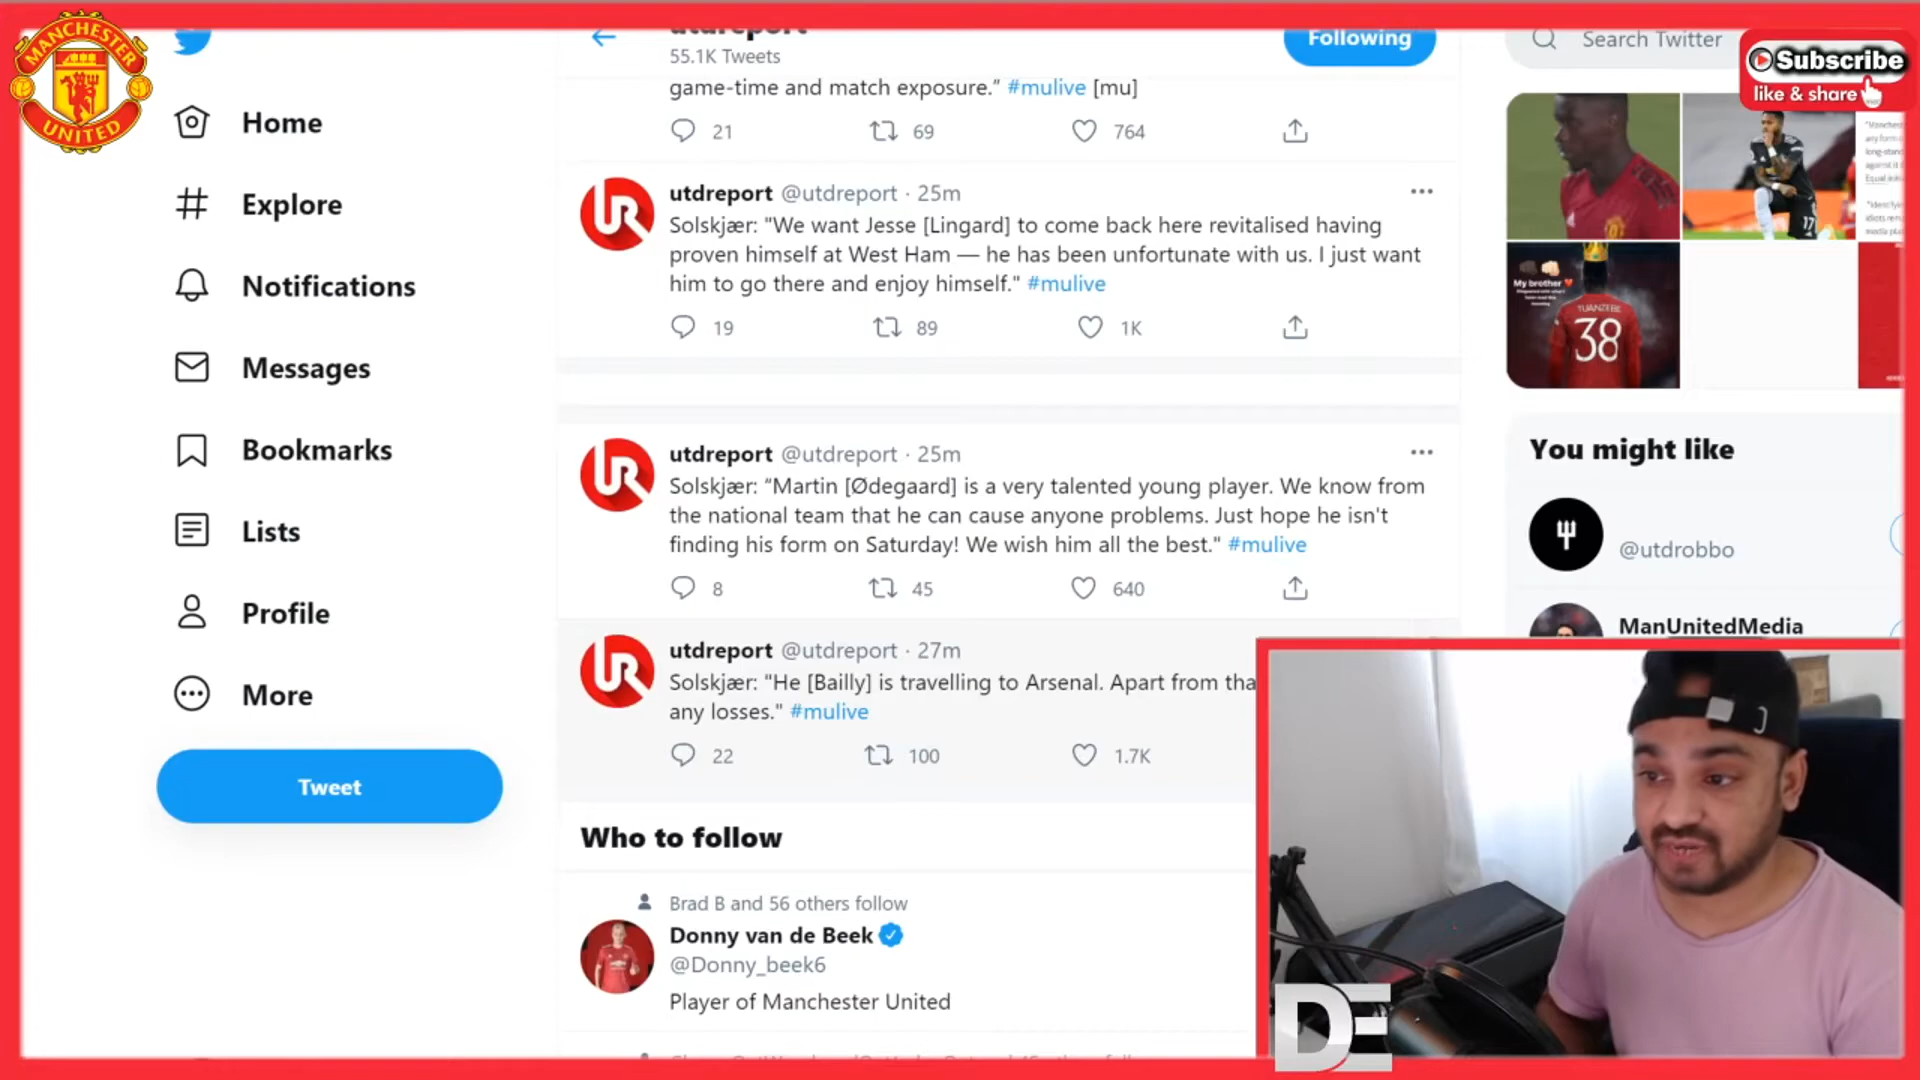 MANCHESTER
UNITED
Home
Explore
Notifications
Messages
Bookmarks
Lists
Profile
More
Tweet
utdreport
55.1K Tweets
Following
game-time and match exposure.” #mulive [mu]
21 69 764
utdreport @utdreport · 25m
Solskjær: "We want Jesse [Lingard] to come back here revitalised having
proven himself at West Ham — he has been unfortunate with us. I just want
him to go there and enjoy himself." #mulive
19 89 1K
utdreport @utdreport · 25m
Solskjær: “Martin [Ødegaard] is a very talented young player. We know from
the national team that he can cause anyone problems. Just hope he isn't
finding his form on Saturday! We wish him all the best." #mulive
8 45 640
utdreport @utdreport · 27m
Solskjær: "He [Bailly] is travelling to Arsenal. Apart from tha
any losses." #mulive
22 100 1.7K
Who to follow
Brad B and 56 others follow
Donny van de Beek
@Donny_beek6
Player of Manchester United
Search Twitter
Subscribe
like & share
17
My brother
TUANZEBE
38
You might like
@utdrobbo
ManUnitedMedia
DE